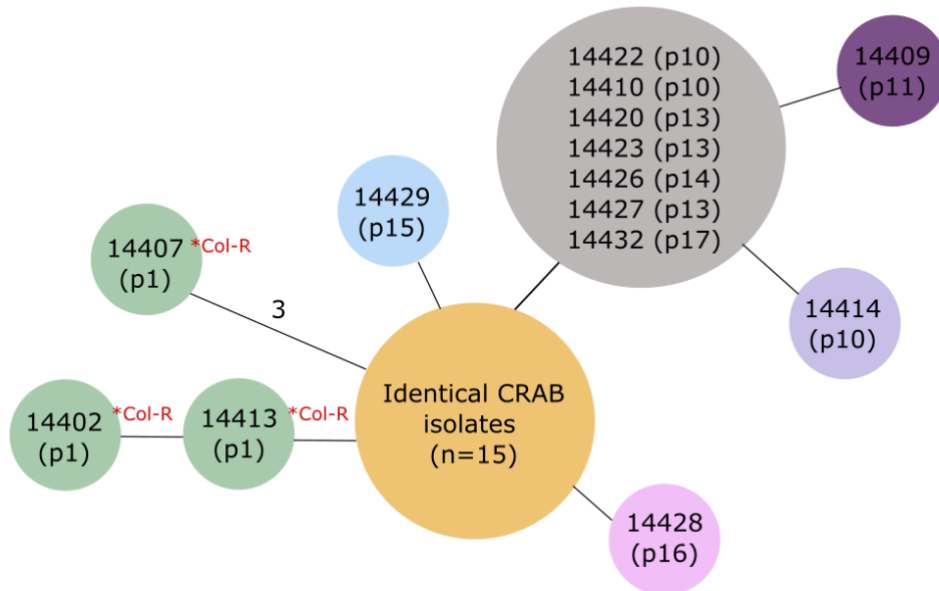 14422 (p10)
14410 (p10)
14420 (p13)
14423 (p13)
14426 (p14)
14427 (p13)
14432 (p17)
14409
(p11)
14429
(p15)
14407 *Col-R
(p1)
3
14414
(p10)
Identical CRAB
isolates
(n=15)
14402 *Col-R
(p1)
14413 *Col-R
(p1)
14428
(p16)